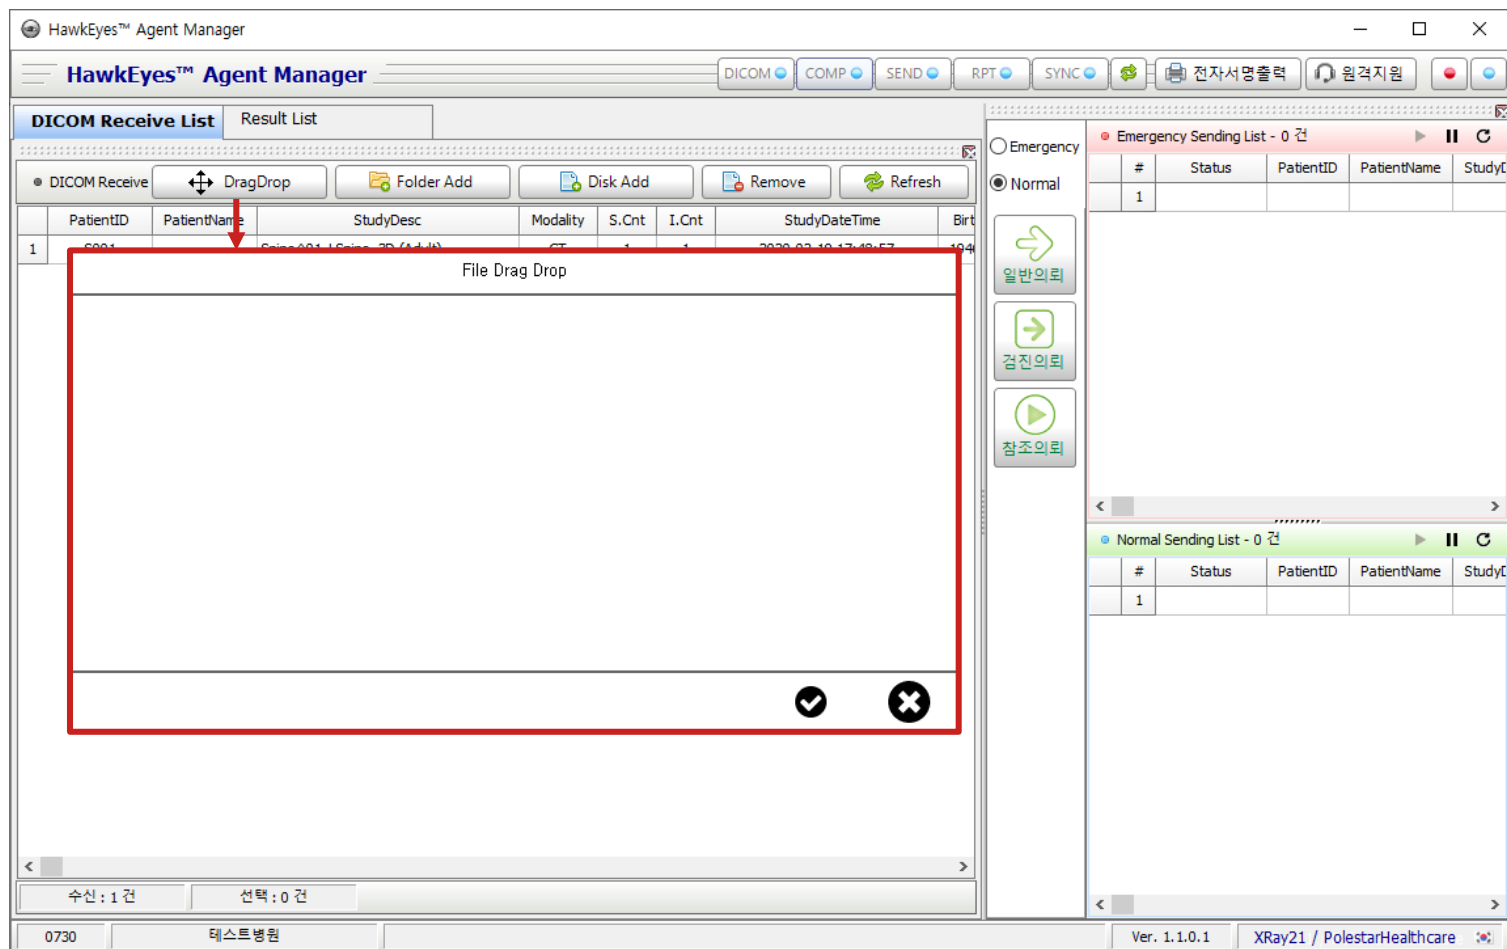 HawkEyes™ Agent Manager
HawkEyes™ Agent Manager
DICOM COMP SEND RPT SYNC 전자서명출력 원격지원
DICOM Receive List Result List
DICOM Receive DragDrop Folder Add Disk Add Remove Refresh
PatientID PatientName StudyDesc Modality S.Cnt I.Cnt StudyDateTime Birt
1
File Drag Drop
수신 : 1 건 선택 : 0 건
Emergency
Normal
일반의뢰
검진의뢰
참조의뢰
Emergency Sending List - 0 건
# Status PatientID PatientName StudyD
1
Normal Sending List - 0 건
# Status PatientID PatientName StudyD
1
0730 테스트병원 Ver. 1.1.0.1 XRay21 / PolestarHealthcare